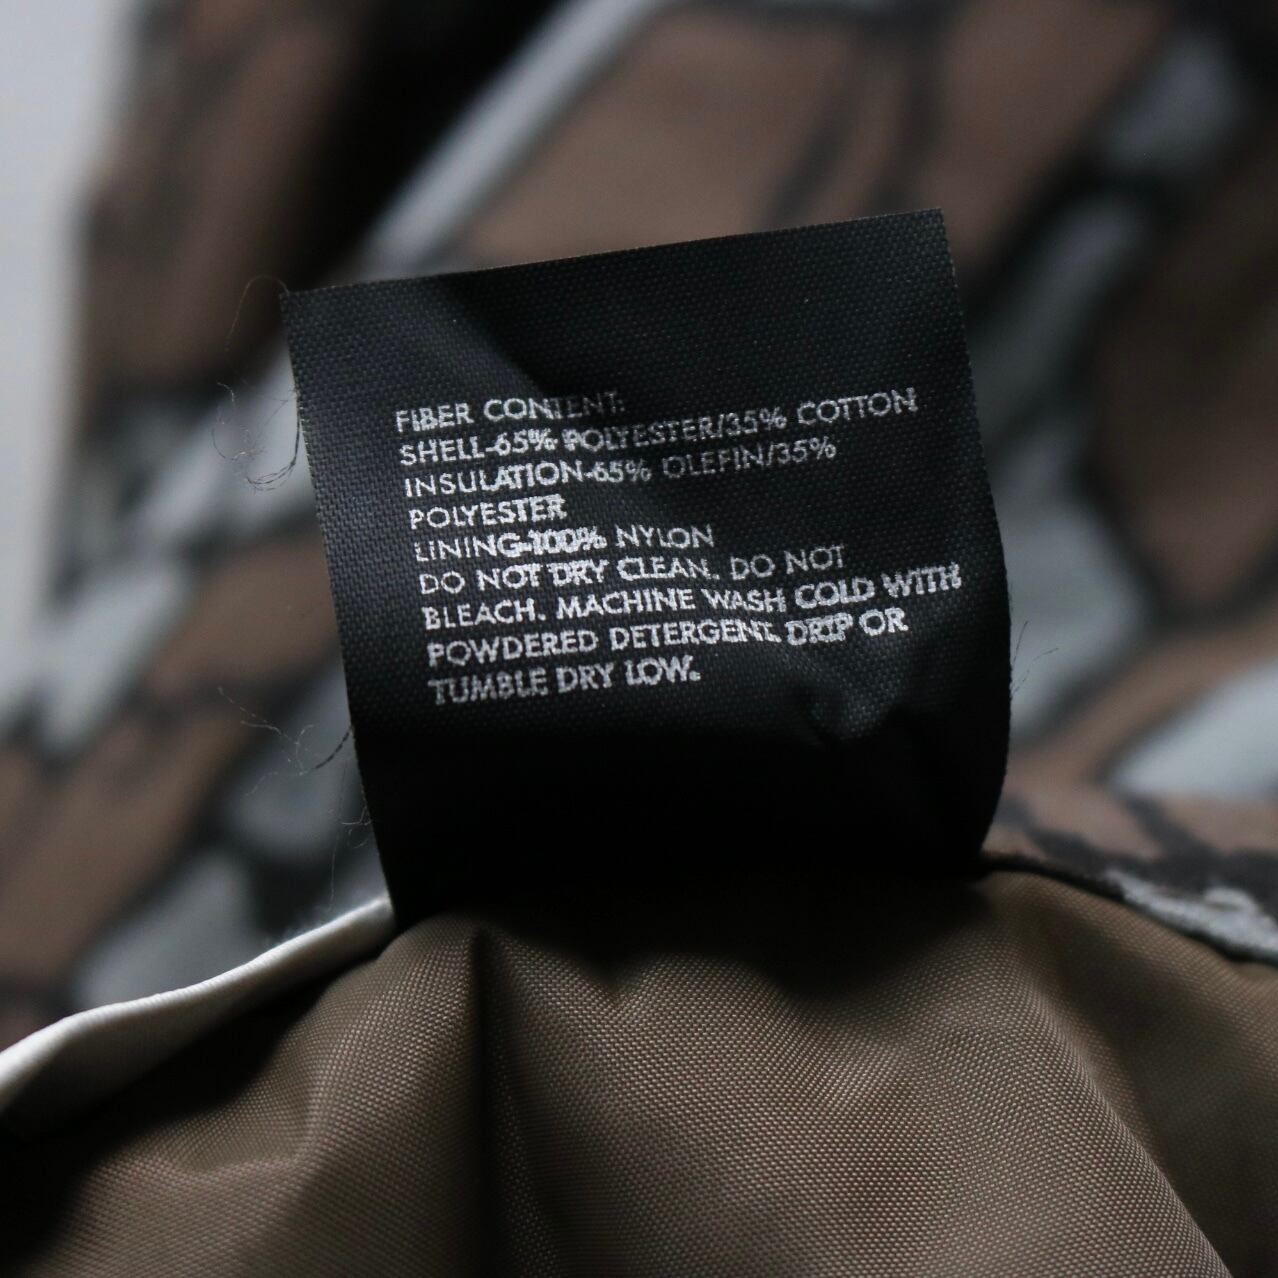 FIBER CONTENT:
SHELL-65% POLYESTER/35% COTTON
INSULATION-65% OLEFIN/35%
POLYESTER
LINING-100% NYLON
DO NOT DRY CLEAN. DO NOT
BLEACH. MACHINE WASH COLD WITH
POWDERED DETERGENT. DRIP OR
TUMBLE DRY LOW.